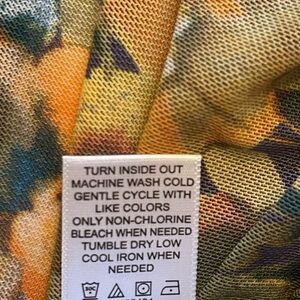 TURN INSIDE OUT
MACHINE WASH COLD
GENTLE CYCLE WITH
LIKE COLORS
ONLY NON-CHLORINE
BLEACH WHEN NEEDED
TUMBLE DRY LOW
COOL IRON WHEN
NEEDED
30C